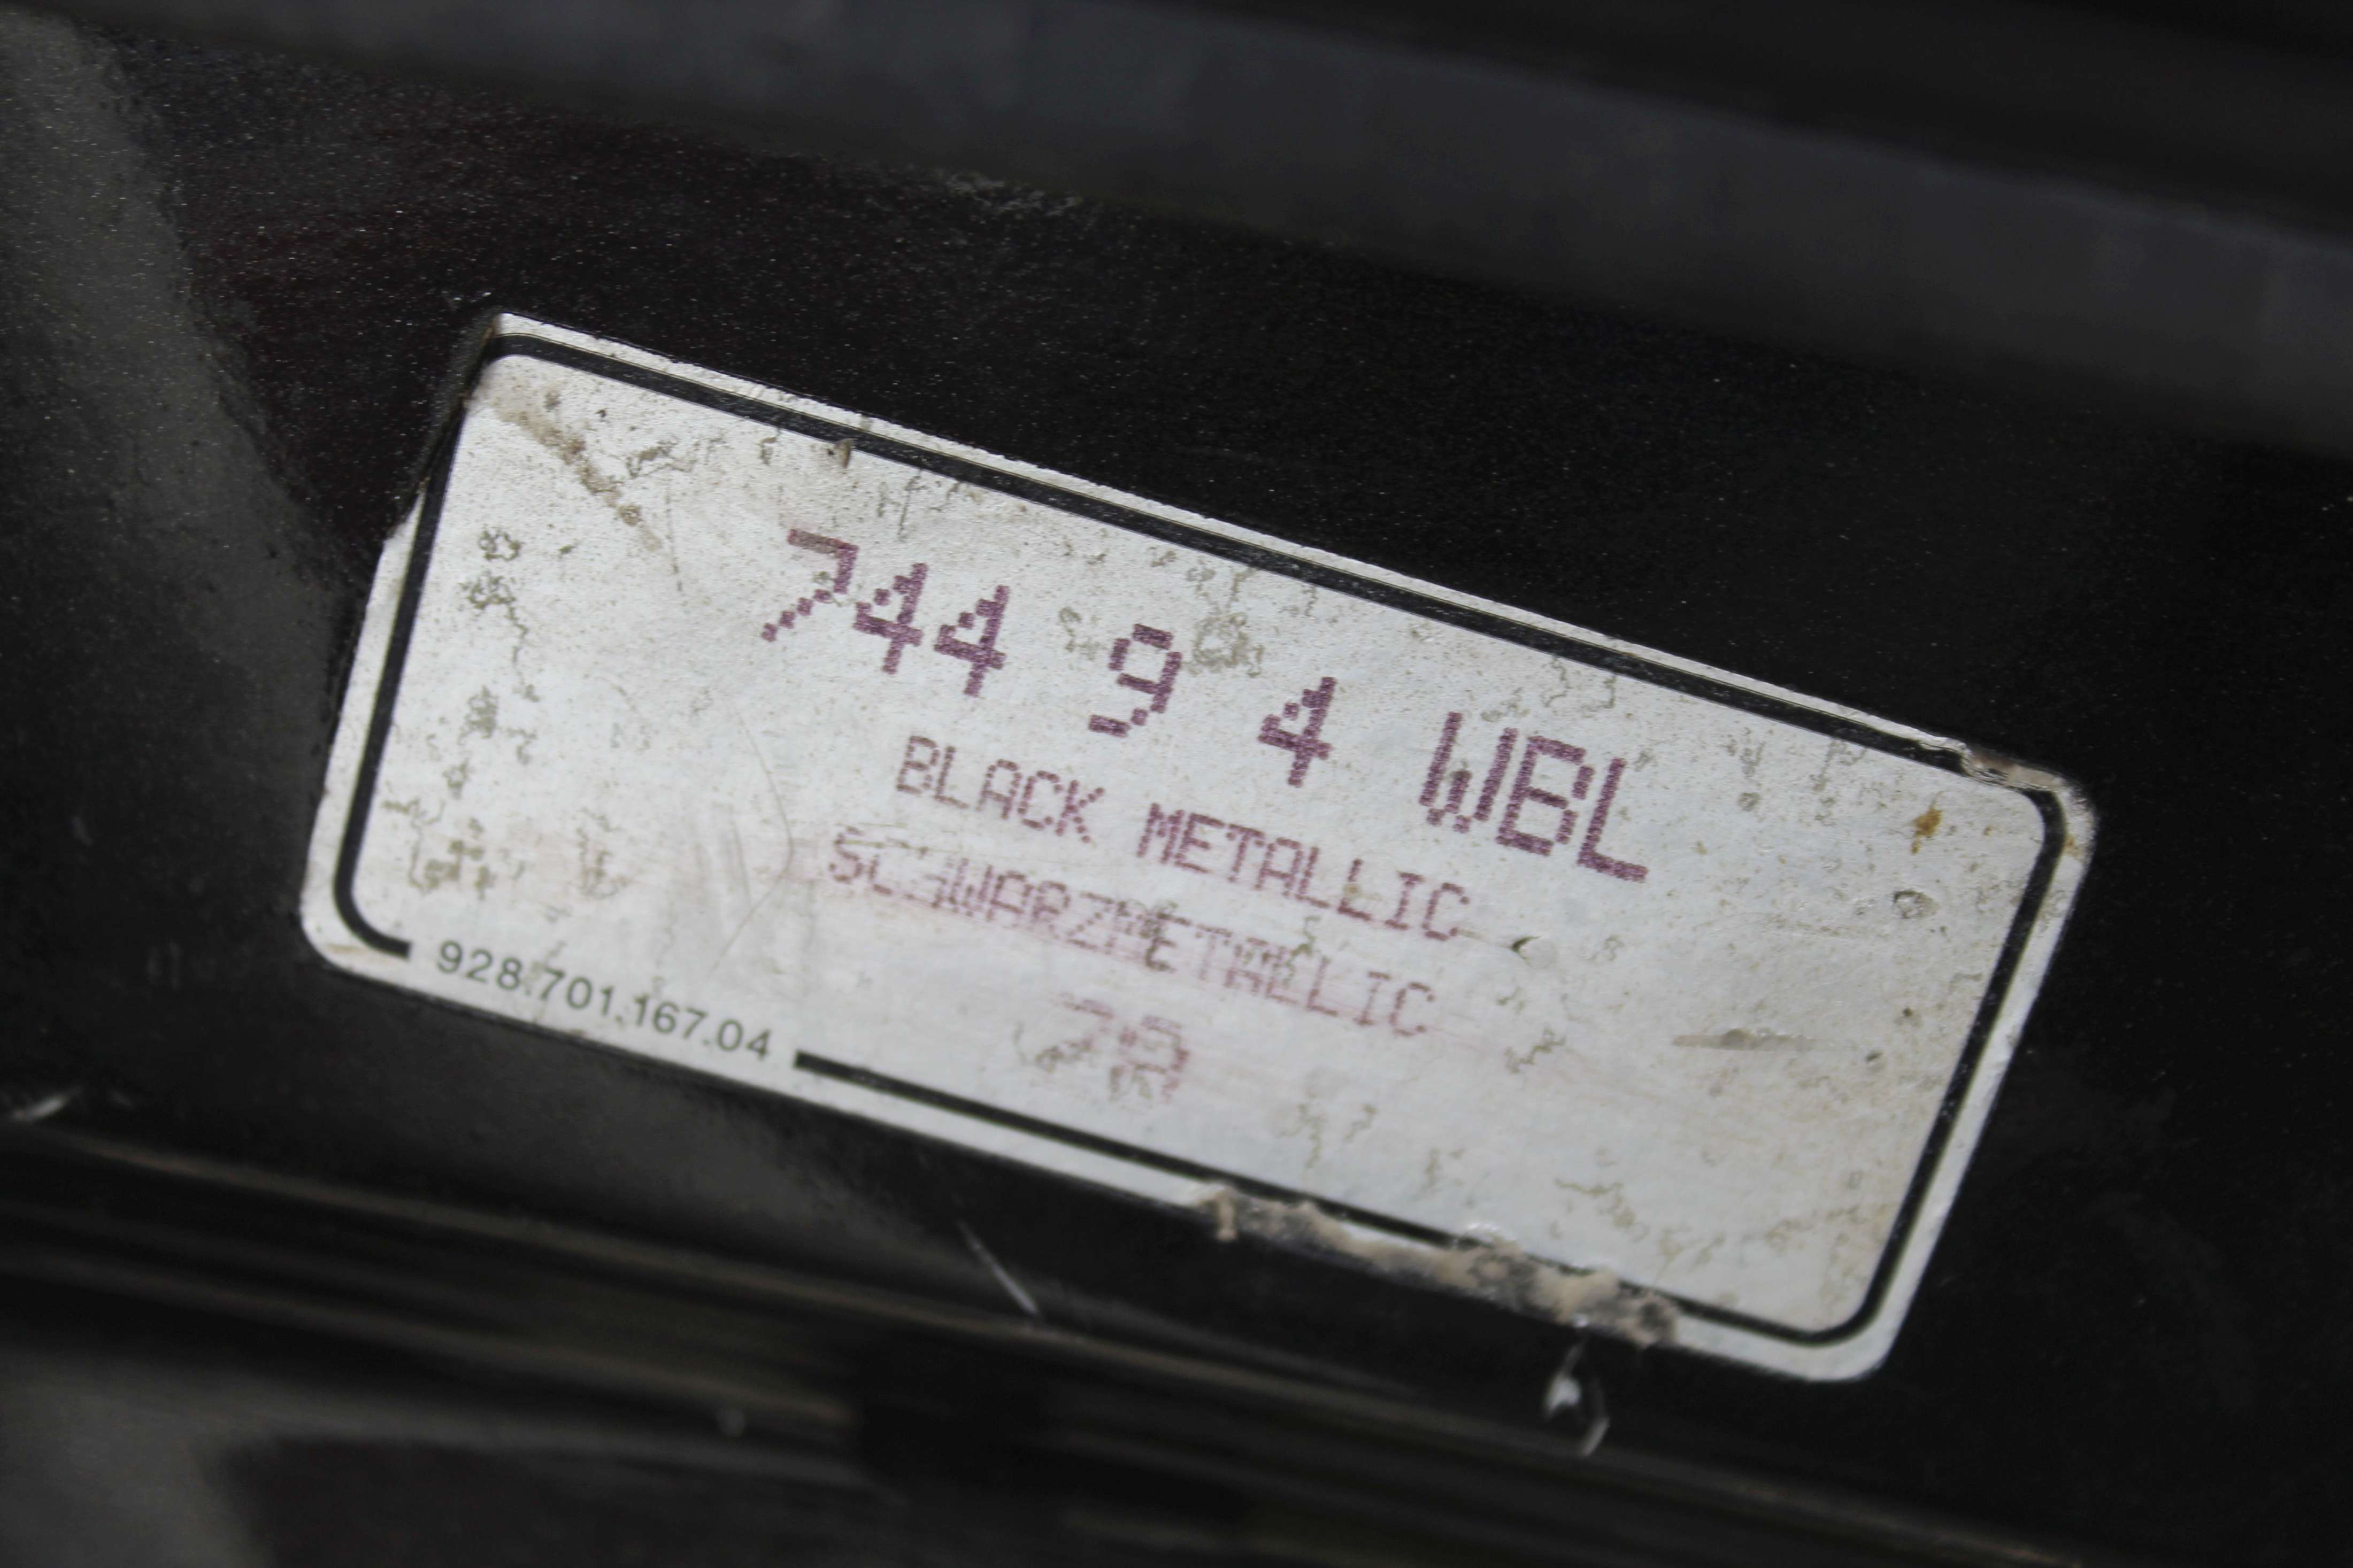 744 9 4 WBL
BLACK METALLIC
SCHWARZMETALLIC
928.701.167.04